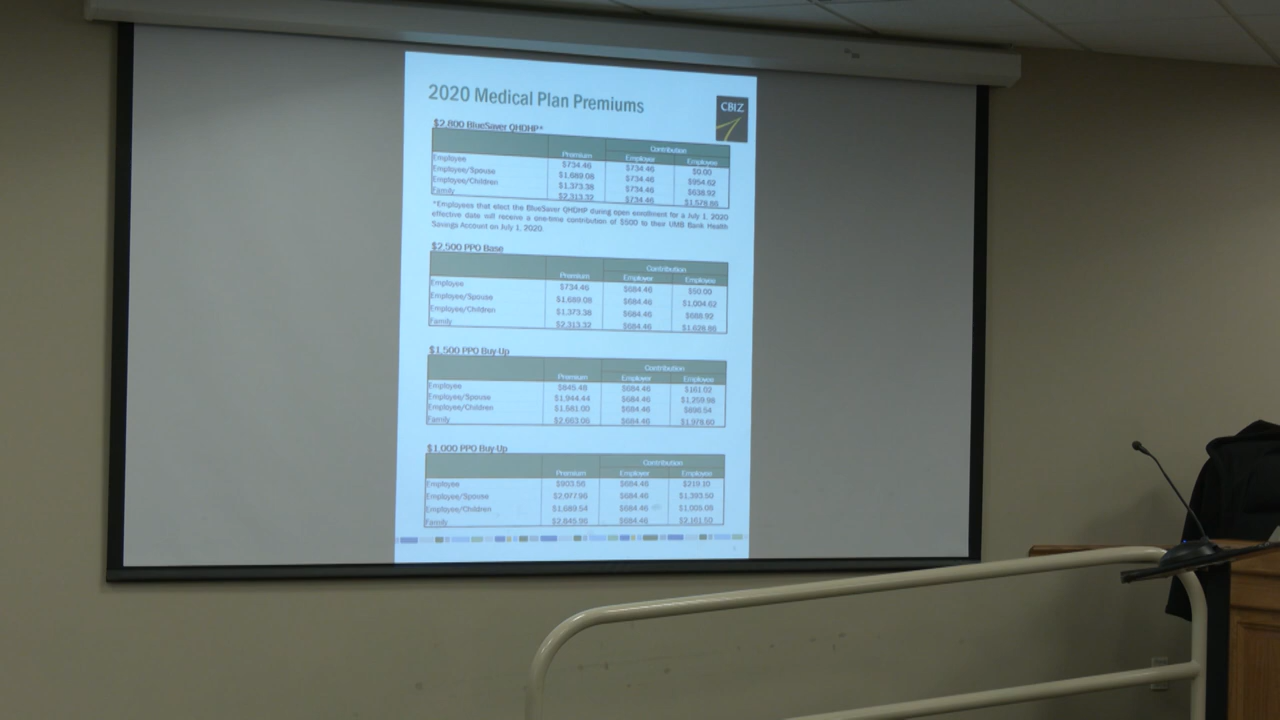 2020 Medical Plan Premiums
CBIZ
$2,800 BlueSaver QHDHP*
Contribution
Premium Employer Employee
Employee $734.46 $734.46 $0.00
Employee/Spouse $1,689.08 $734.46 $954.62
Employee/Children $1,373.38 $734.46 $638.92
Family $2,313.32 $734.46 $1,578.86
*Employees that elect the BlueSaver QHDHP during open enrollment for a July 1, 2020
effective date will receive a one-time contribution of $500 to their UMB Bank Health
Savings Account on July 1, 2020.
$2,500 PPO Base
Contribution
Premium Employer Employee
Employee $734.46 $684.46 $50.00
Employee/Spouse $1,689.08 $684.46 $1,004.62
Employee/Children $1,373.38 $684.46 $688.92
Family $2,313.32 $684.46 $1,628.86
$1,500 PPO Buy-Up
Contribution
Premium Employer Employee
Employee $845.48 $684.46 $161.02
Employee/Spouse $1,944.44 $684.46 $1,259.98
Employee/Children $684.46
Family $2,663.06 $684.46 $1,978.60
$1,000 PPO Buy-Up
Contribution
Premium Employer Employee
Employee $903.56 $684.46 $219.10
Employee/Spouse $2,077.96 $684.46 $1,393.50
Employee/Children $1,689.54 $684.46 $1,005.08
Family $2,845.96 $684.46 $2,161.50